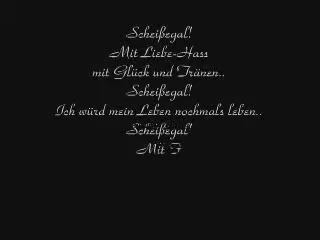 Scheißegal!
Mit Liebe-Hass
mit Glück und Tränen..
Scheißegal!
Ich würd mein Leben nochmals leben..
Scheißegal!
Mit F